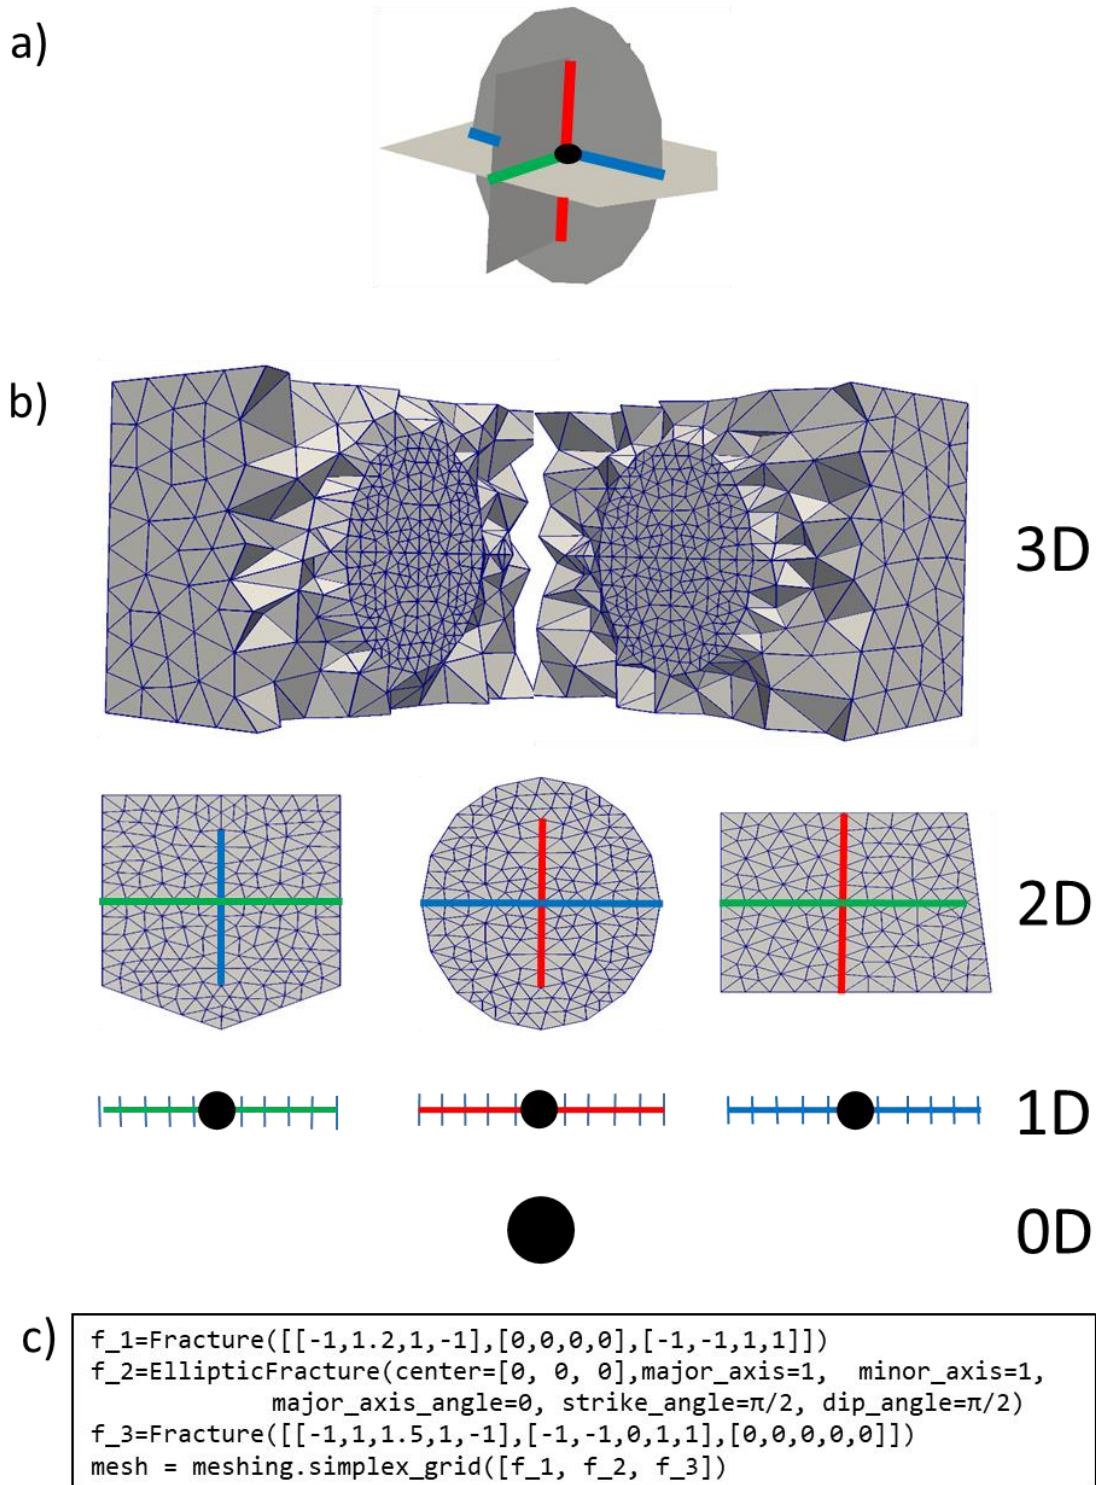 a)
b)
3D
2D
1D
0D
c)
f_1=Fracture([[-1,1.2,1,-1],[0,0,0,0],[-1,-1,1,1]])
f_2=EllipticFracture(center=[0, 0, 0],major_axis=1,  minor_axis=1,
major_axis_angle=0, strike_angle=π/2, dip_angle=π/2)
f_3=Fracture([[-1,1,1.5,1,-1],[-1,-1,0,1,1],[0,0,0,0,0]])
mesh = meshing.simplex_grid([f_1, f_2, f_3])